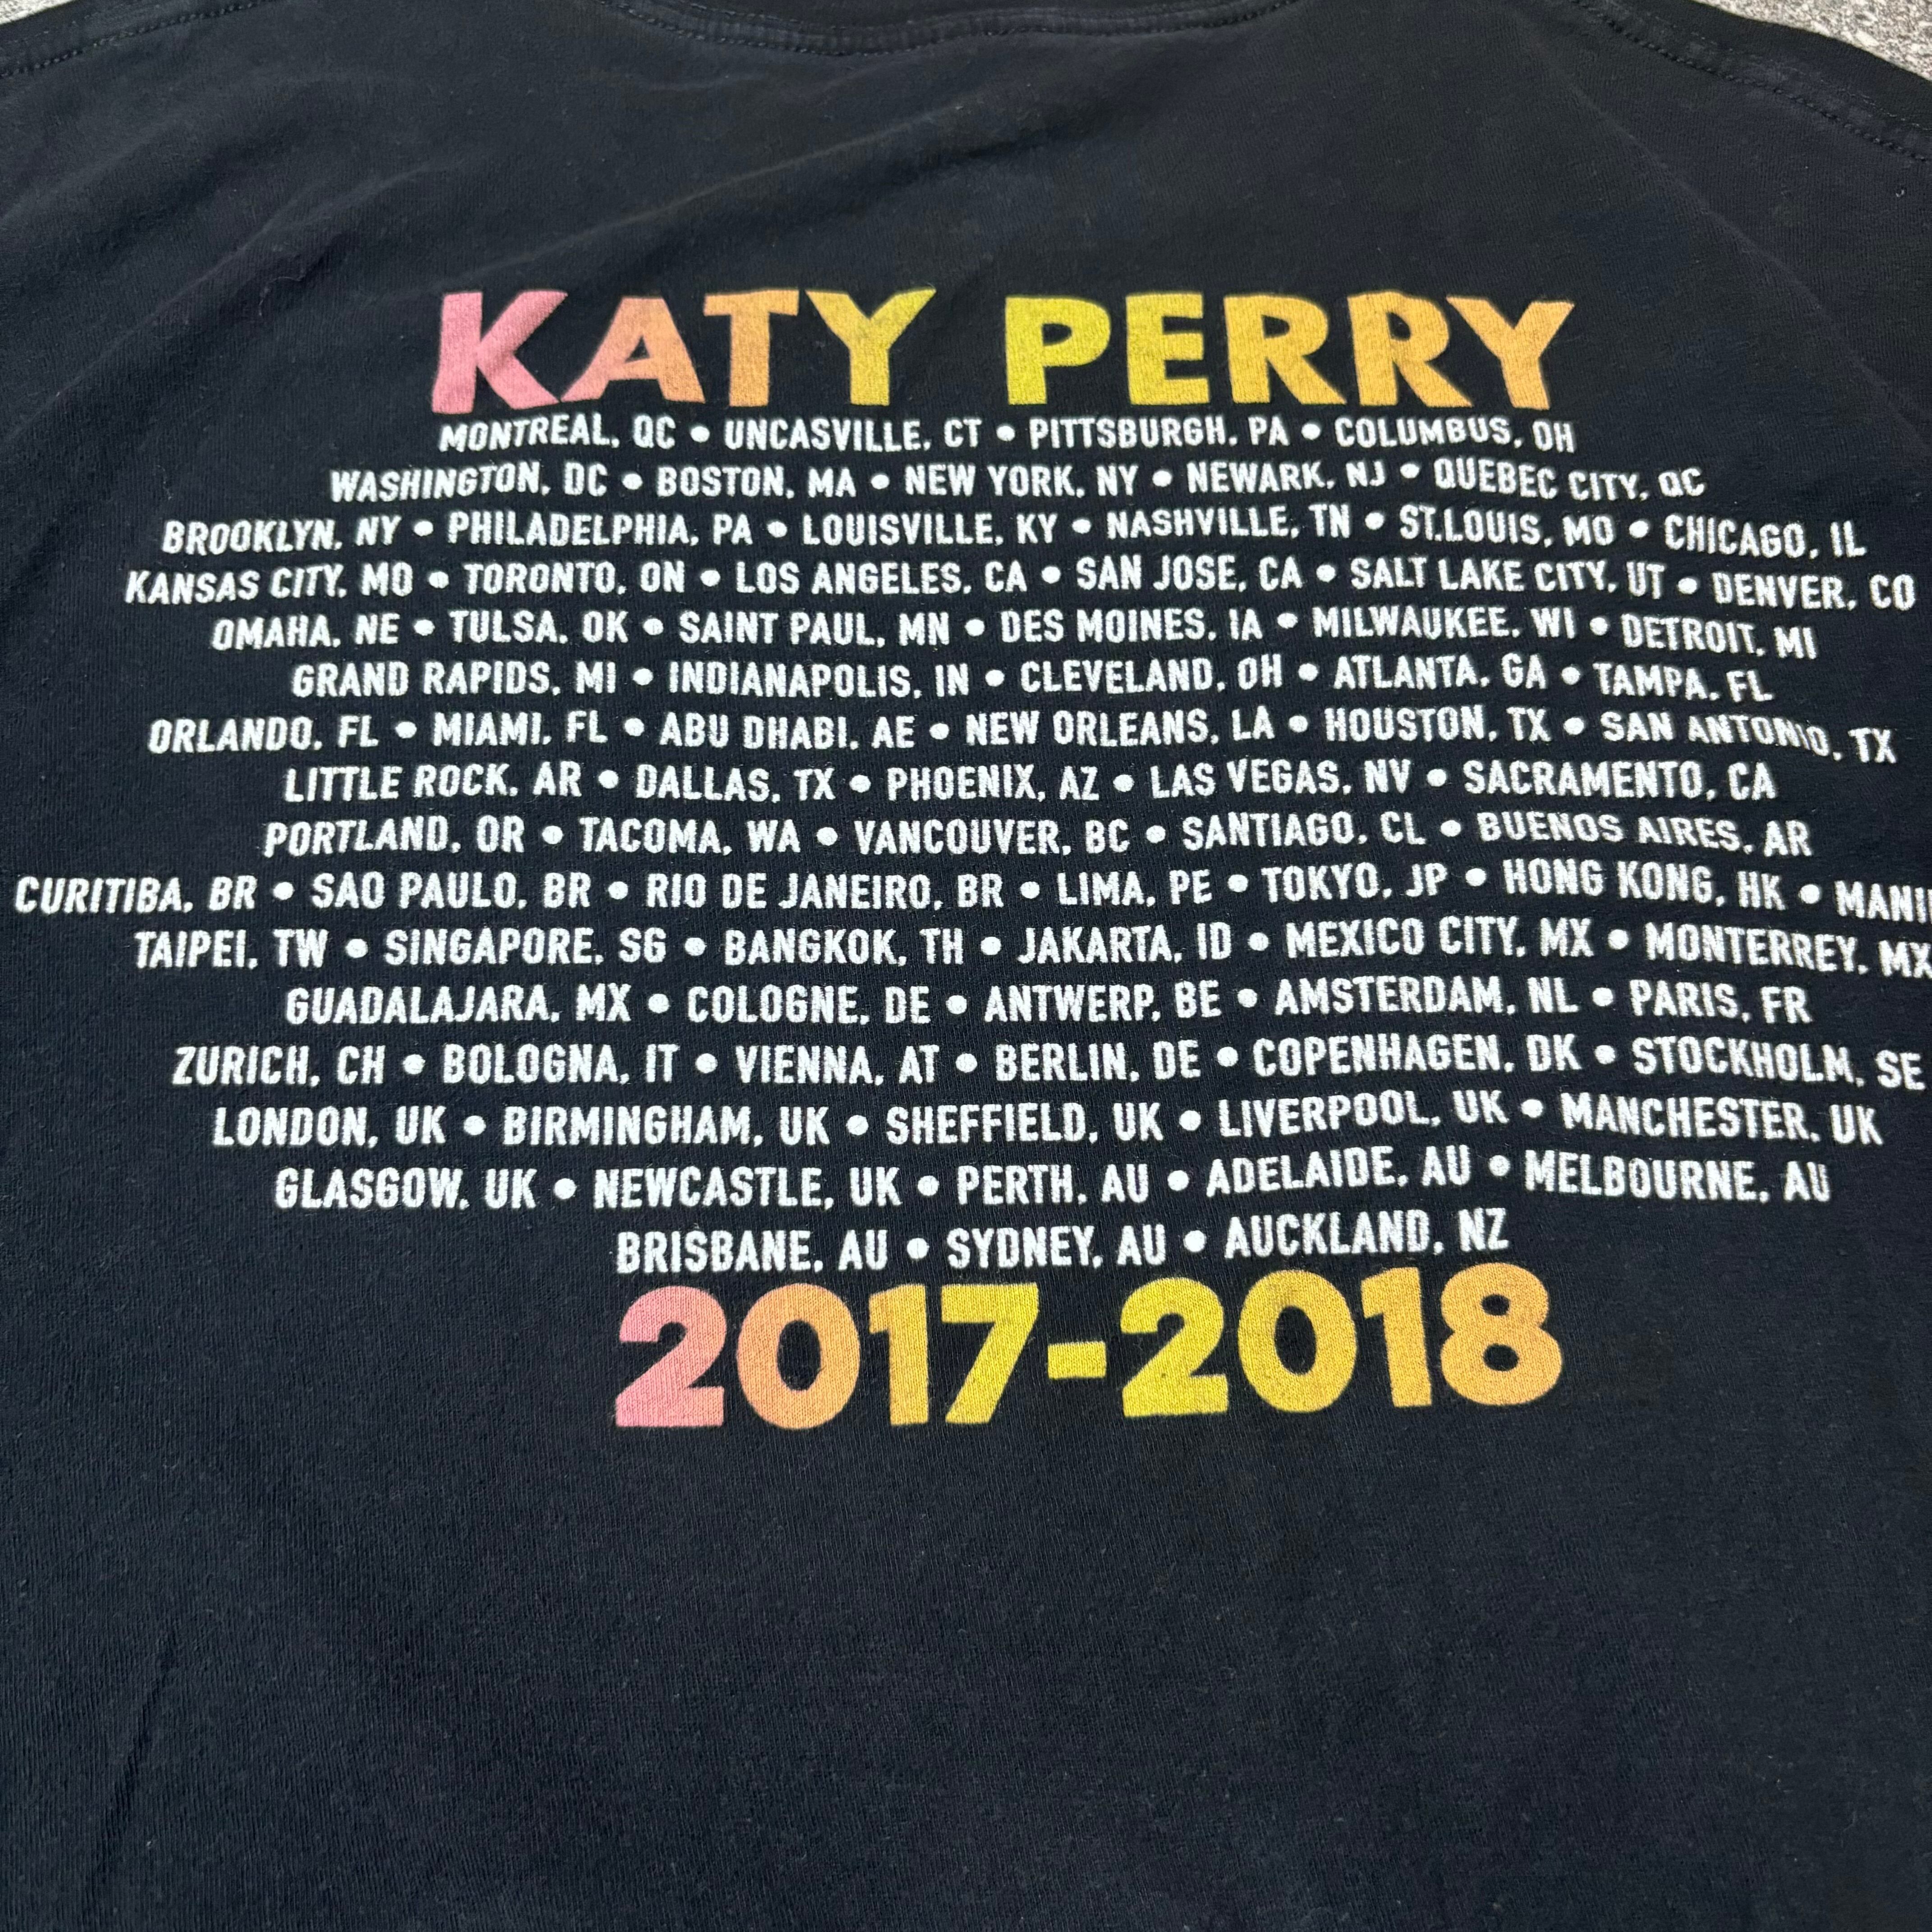 KATY PERRY
MONTREAL, QC • UNCASVILLE, CT • PITTSBURGH, PA • COLUMBUS, OH
WASHINGTON, DC • BOSTON, MA • NEW YORK, NY • NEWARK, NJ • QUEBEC CITY, QC
BROOKLYN, NY • PHILADELPHIA, PA • LOUISVILLE, KY • NASHVILLE, TN • ST.LOUIS, MO • CHICAGO, IL
KANSAS CITY, MO • TORONTO, ON • LOS ANGELES, CA • SAN JOSE, CA • SALT LAKE CITY, UT • DENVER, CO
OMAHA, NE • TULSA, OK • SAINT PAUL, MN • DES MOINES, IA • MILWAUKEE, WI • DETROIT, MI
GRAND RAPIDS, MI • INDIANAPOLIS, IN • CLEVELAND, OH • ATLANTA, GA • TAMPA, FL
ORLANDO, FL • MIAMI, FL • ABU DHABI, AE • NEW ORLEANS, LA • HOUSTON, TX • SAN ANTONIO, TX
LITTLE ROCK, AR • DALLAS, TX • PHOENIX, AZ • LAS VEGAS, NV • SACRAMENTO, CA
PORTLAND, OR • TACOMA, WA • VANCOUVER, BC • SANTIAGO, CL • BUENOS AIRES, AR
CURITIBA, BR • SAO PAULO, BR • RIO DE JANEIRO, BR • LIMA, PE • TOKYO, JP • HONG KONG, HK •
TAIPEI, TW • SINGAPORE, SG • BANGKOK, TH • JAKARTA, ID • MEXICO CITY, MX • MONTERREY, MX
GUADALAJARA, MX • COLOGNE, DE • ANTWERP, BE • AMSTERDAM, NL • PARIS, FR
ZURICH, CH • BOLOGNA, IT • VIENNA, AT • BERLIN, DE • COPENHAGEN, DK • STOCKHOLM, SE
LONDON, UK • BIRMINGHAM, UK • SHEFFIELD, UK • LIVERPOOL, UK • MANCHESTER, UK
GLASGOW, UK • NEWCASTLE, UK • PERTH, AU • ADELAIDE, AU • MELBOURNE, AU
BRISBANE, AU • SYDNEY, AU • AUCKLAND, NZ
2017-2018